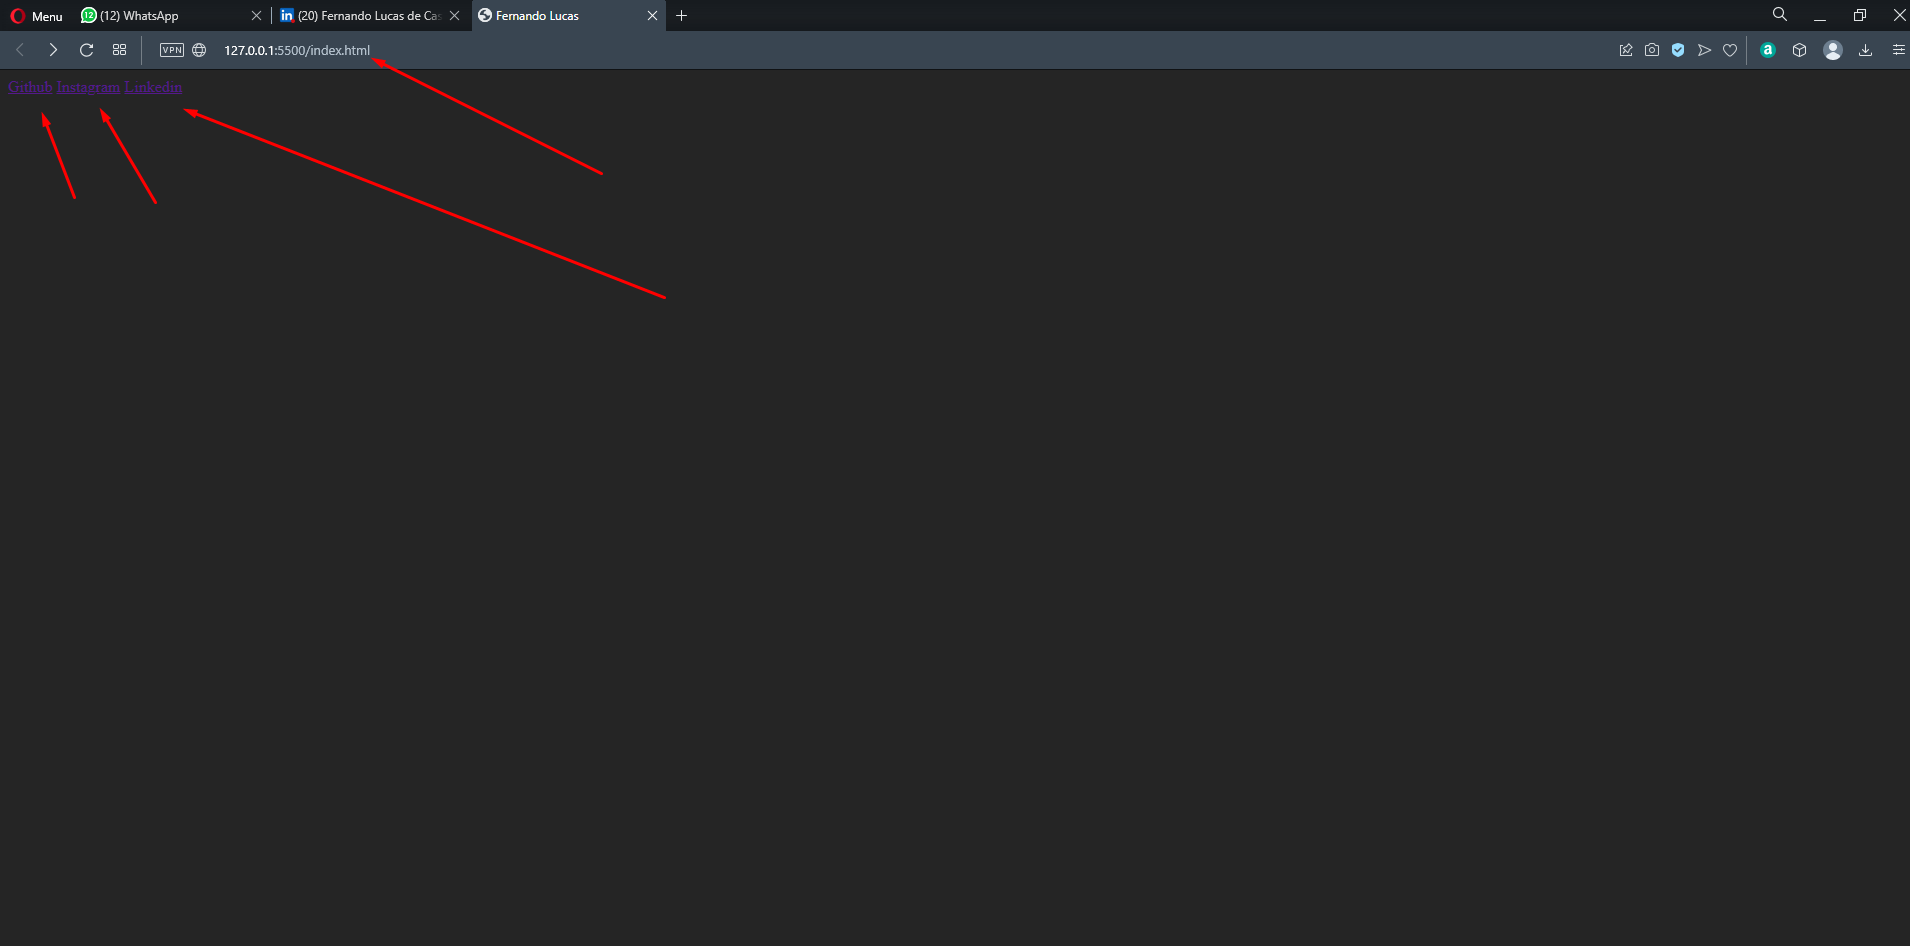 Menu
(12) WhatsApp
(20) Fernando Lucas de Cas
Fernando Lucas
VPN
127.0.0.1:5500/index.html
Github Instagram Linkedin